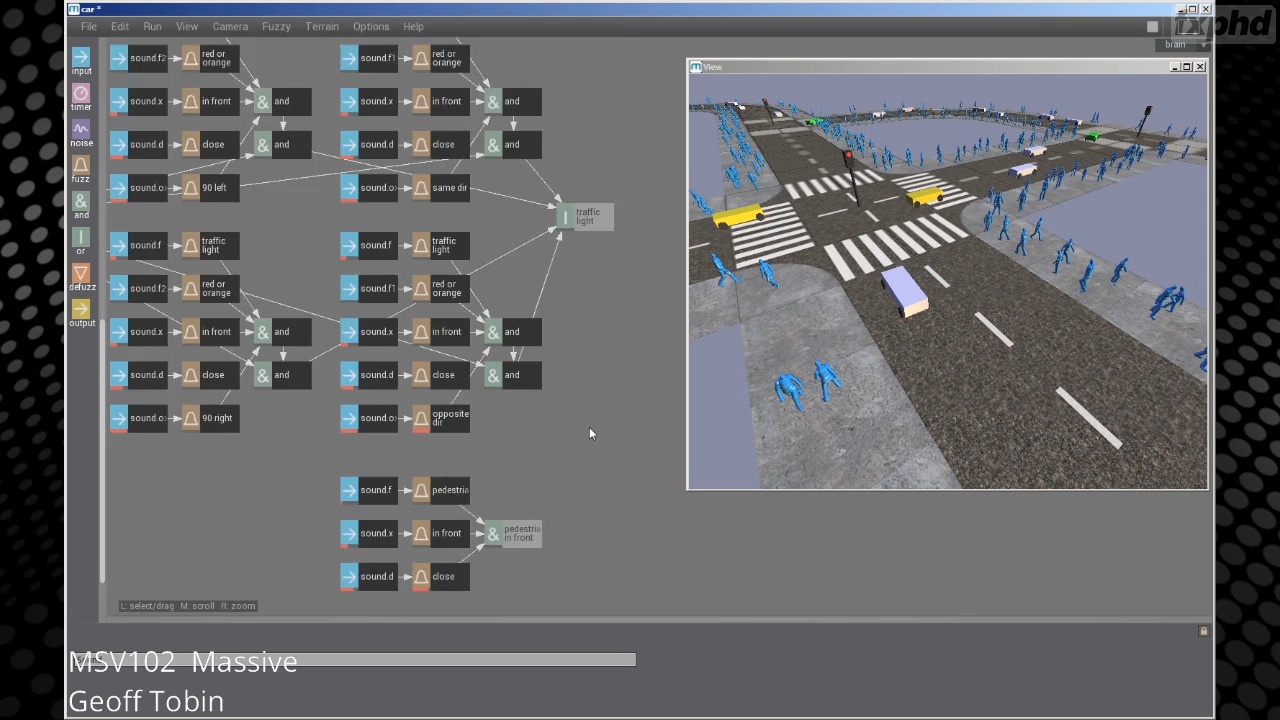 car *
fxphd
File Edit Run View Camera Fuzzy Terrain Options Help
brain
input
timer
noise
fuzz
and
or
defuzz
output
sound.f2 red or orange sound.f1 red or orange
sound.x in front and sound.x in front and
sound.d close and sound.d close and
sound.o 90 left sound.o same dir
traffic light
sound.f traffic light sound.f traffic light
sound.f2 red or orange sound.f1 red or orange
sound.x in front and sound.x in front and
sound.d close and sound.d close and
sound.o 90 right sound.o opposite dir
sound.f pedestria
sound.x in front pedestria in front
sound.d close
View
L: select/drag M: scroll R: zoom
MSV102 Massive
Geoff Tobin